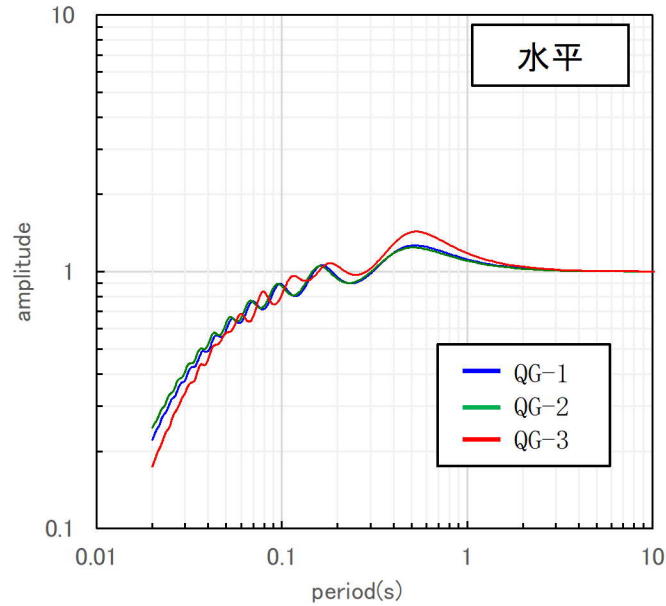 水平
10
1
0.1
amplitude
QG-1
QG-2
QG-3
0.01
0.1
1
10
period(s)